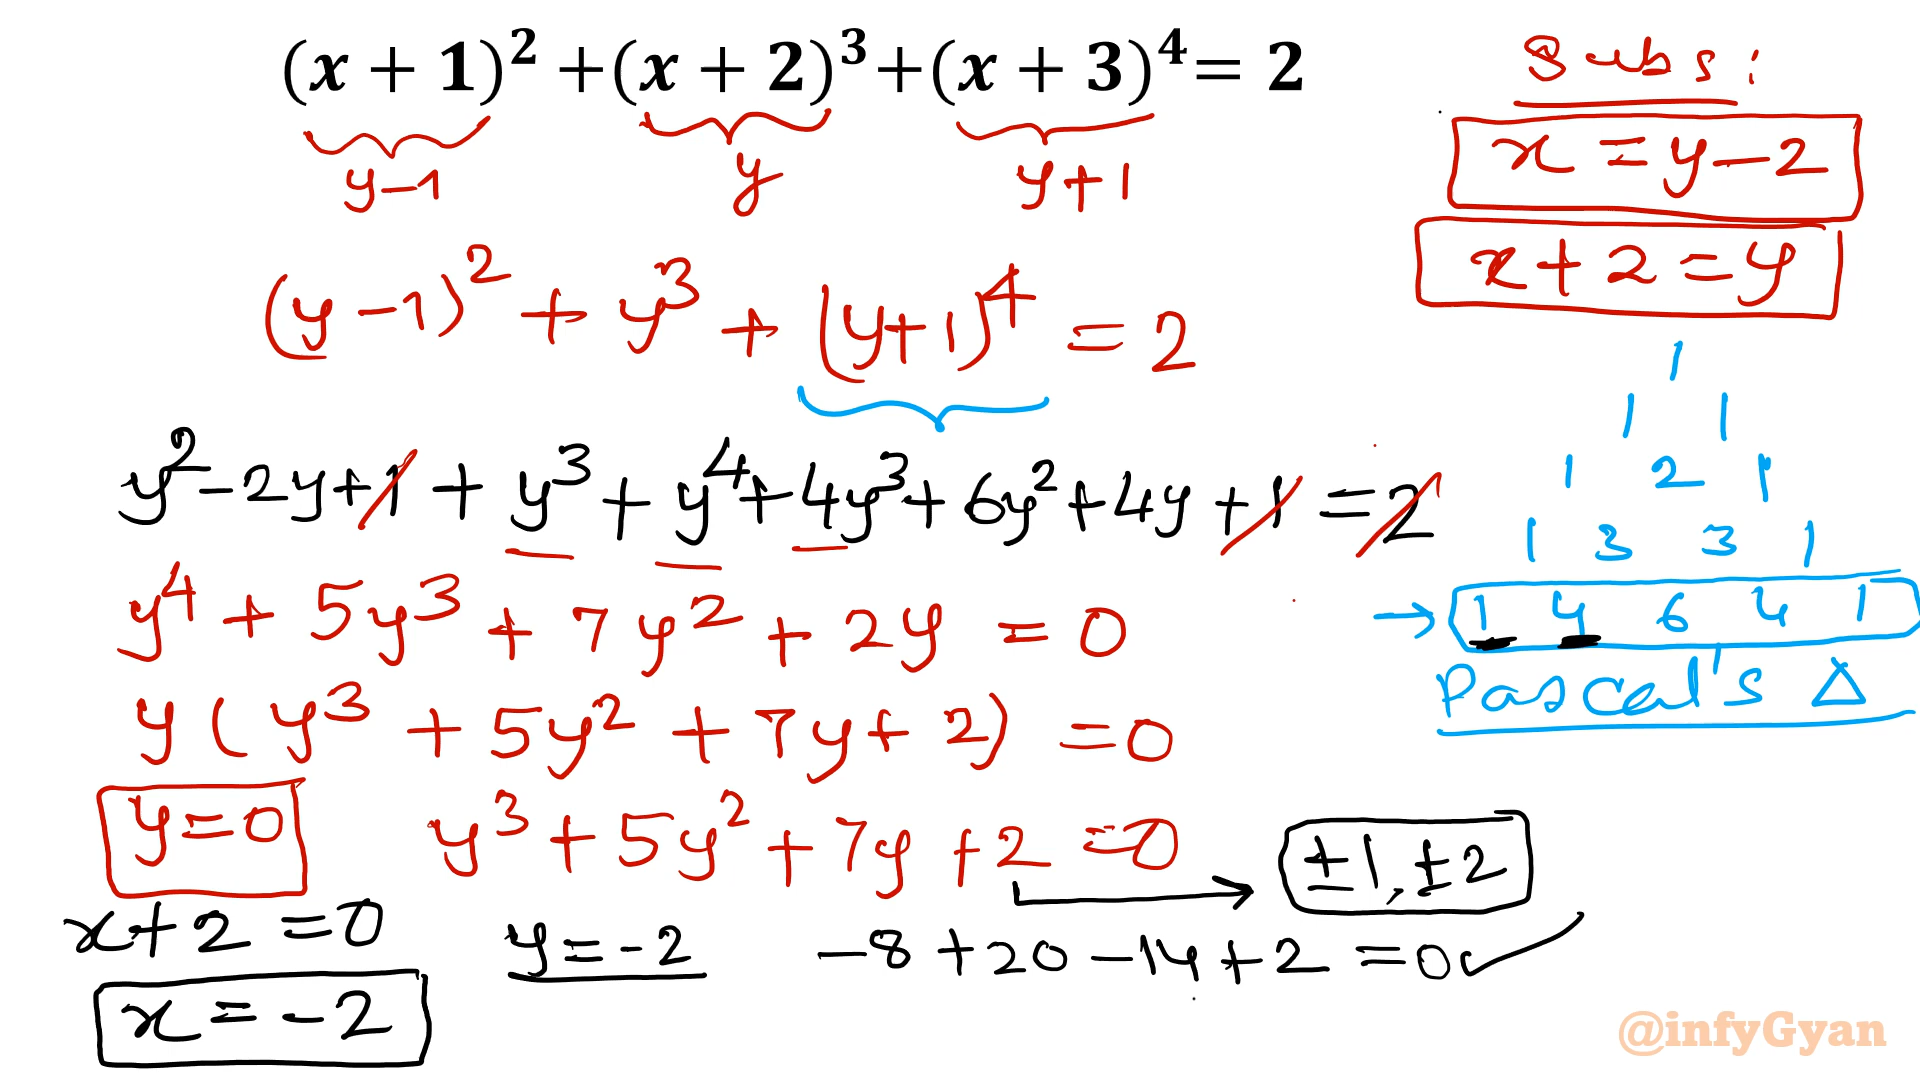 (x + 1)² + (x + 2)³ + (x + 3)⁴ = 2
y-1 y y+1
(y-1)² + y³ + (y+1)⁴ = 2
y²-2y+1 + y³ + y⁴+4y³+6y²+4y+1 = 2
y⁴ + 5y³ + 7y² + 2y = 0
y(y³ + 5y² + 7y + 2) = 0
y=0 y³ + 5y² + 7y + 2 = 0
±1, ±2
x+2 = 0 y = -2 -8 + 20 - 14 + 2 = 0 ✓
x = -2
Subs:
x = y-2
x+2 = y
1
1 1
1 2 1
1 3 3 1
→ 1 4 6 4 1
Pascal's Δ
@infyGyan